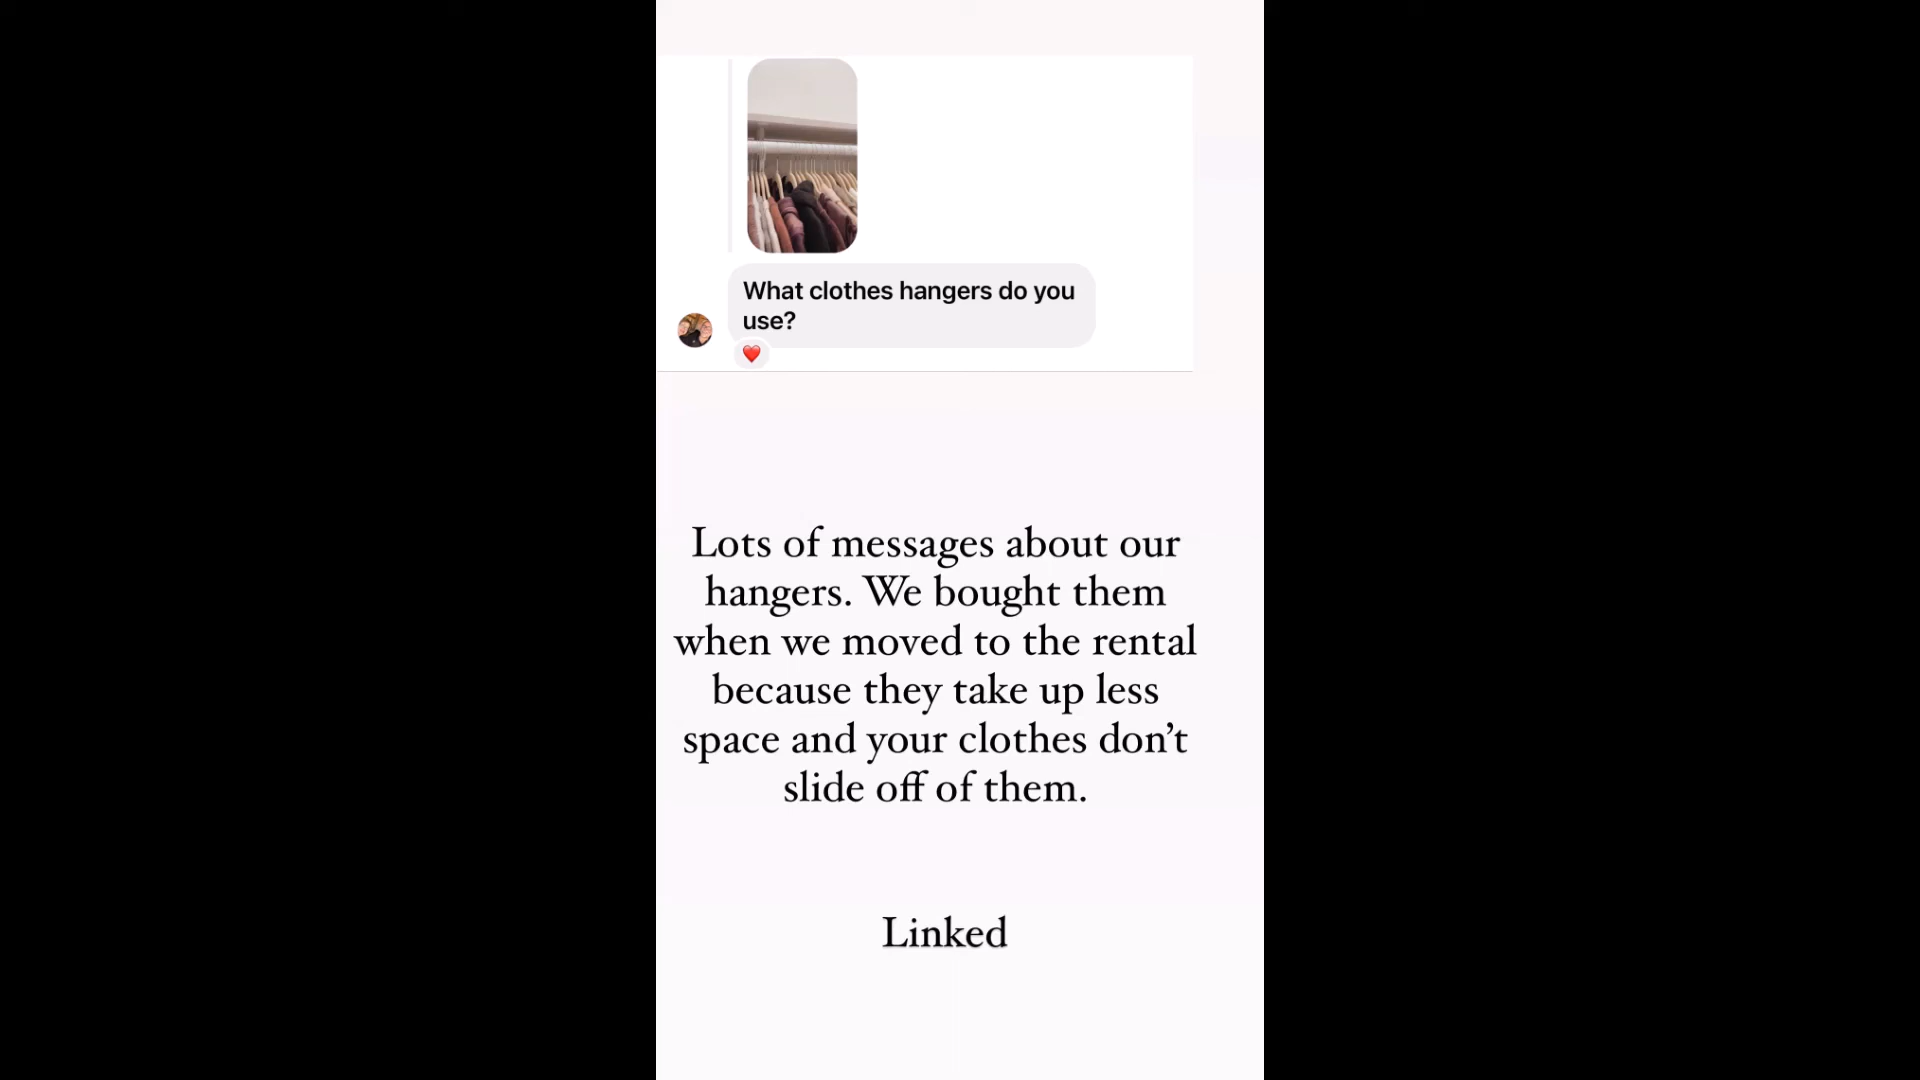 What clothes hangers do you
use?
Lots of messages about our
hangers. We bought them
when we moved to the rental
because they take up less
space and your clothes don’t
slide off of them.
Linked